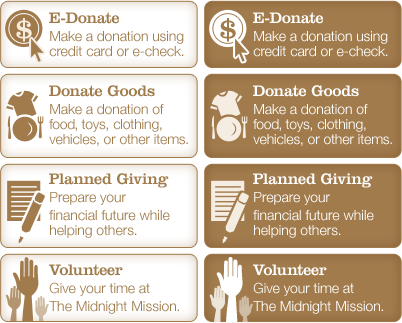 E-Donate
Make a donation using
credit card or e-check.
Donate Goods
Make a donation of
food, toys, clothing,
vehicles, or other items.
Planned Giving
Prepare your
financial future while
helping others.
Volunteer
Give your time at
The Midnight Mission.
E-Donate
Make a donation using
credit card or e-check.
Donate Goods
Make a donation of
food, toys, clothing,
vehicles, or other items.
Planned Giving
Prepare your
financial future while
helping others.
Volunteer
Give your time at
The Midnight Mission.